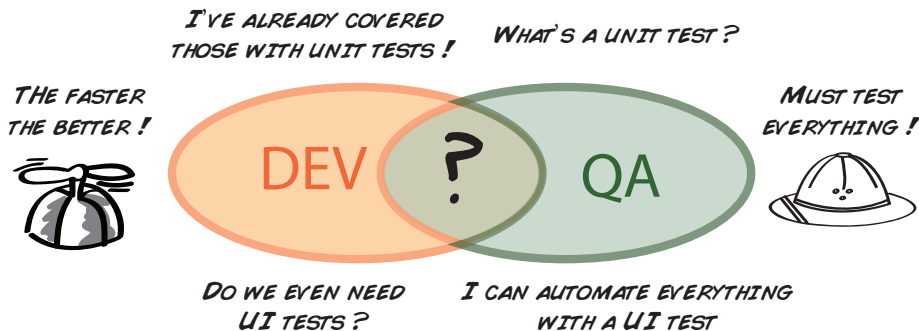 I'VE ALREADY COVERED
THOSE WITH UNIT TESTS!
WHAT'S A UNIT TEST?
THE FASTER
THE BETTER!
DEV
?
QA
MUST TEST
EVERYTHING!
DO WE EVEN NEED
UI TESTS?
I CAN AUTOMATE EVERYTHING
WITH A UI TEST